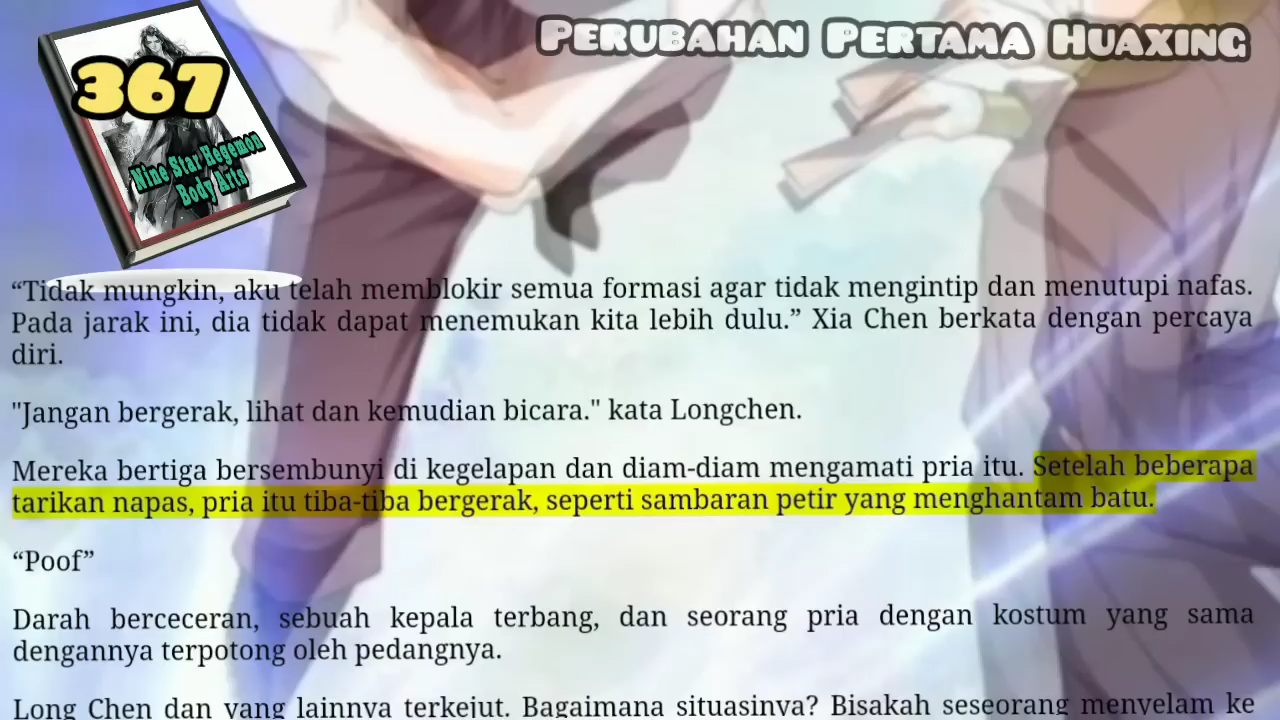 Perubahan Pertama Huaxing
367
Nine Star Hegemon
Body Arts
“Tidak mungkin, aku telah memblokir semua formasi agar tidak mengintip dan menutupi nafas.
Pada jarak ini, dia tidak dapat menemukan kita lebih dulu.” Xia Chen berkata dengan percaya
diri.
"Jangan bergerak, lihat dan kemudian bicara." kata Longchen.
Mereka bertiga bersembunyi di kegelapan dan diam-diam mengamati pria itu. Setelah beberapa
tarikan napas, pria itu tiba-tiba bergerak, seperti sambaran petir yang menghantam batu.
“Poof”
Darah berceceran, sebuah kepala terbang, dan seorang pria dengan kostum yang sama
dengannya terpotong oleh pedangnya.
Long Chen dan yang lainnya terkejut. Bagaimana situasinya? Bisakah seseorang menyelam ke